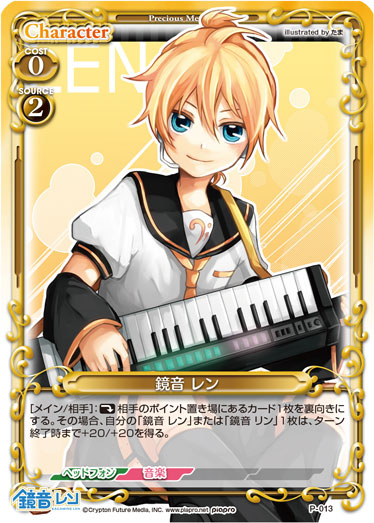 Precious Me
Character
illustrated by たま
COST
0
SOURCE
2
LEN
鏡音 レン
[メイン/相手]: 相手のポイント置き場にあるカード1枚を裏向きに
する。その場合、自分の「鏡音 レン」または「鏡音 リン」1枚は、ターン
終了時まで+20/+20を得る。
ヘッドフォン 音楽
鏡音レン
KAGAMINE LEN
©Crypton Future Media, INC. www.piapro.net piapro
P-013